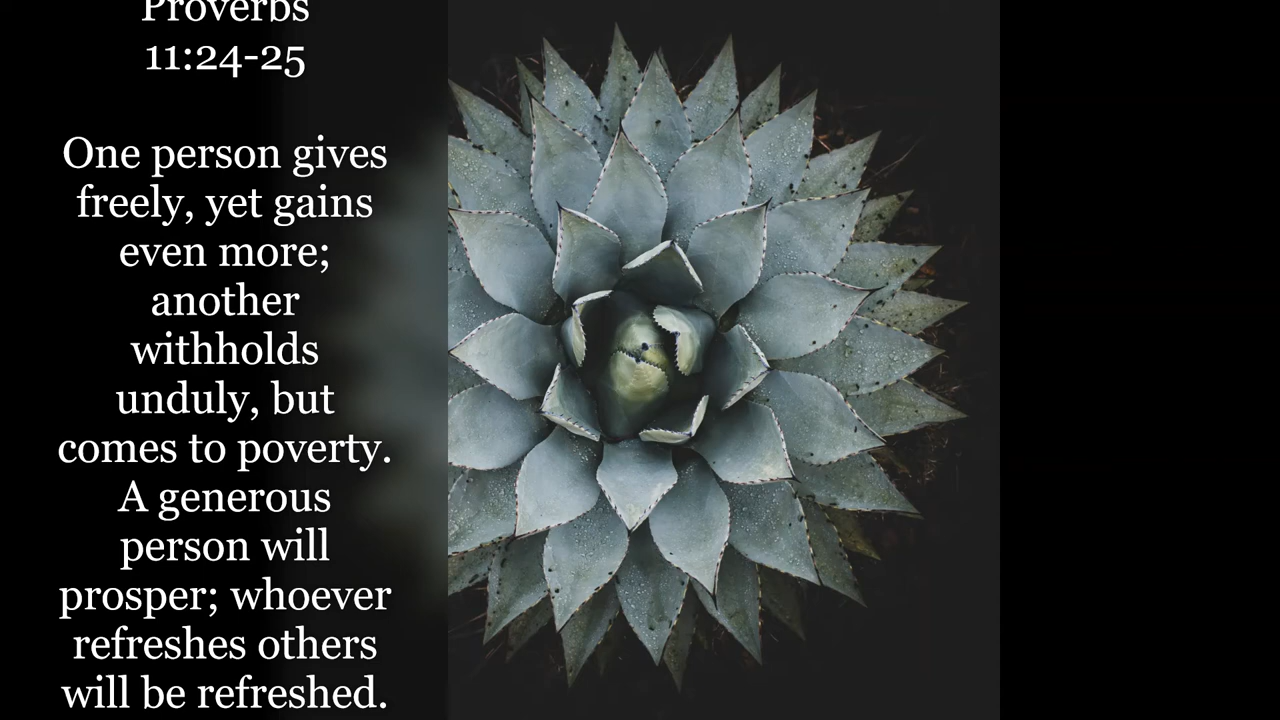 Proverbs
11:24-25
One person gives
freely, yet gains
even more;
another
withholds
unduly, but
comes to poverty.
A generous
person will
prosper; whoever
refreshes others
will be refreshed.